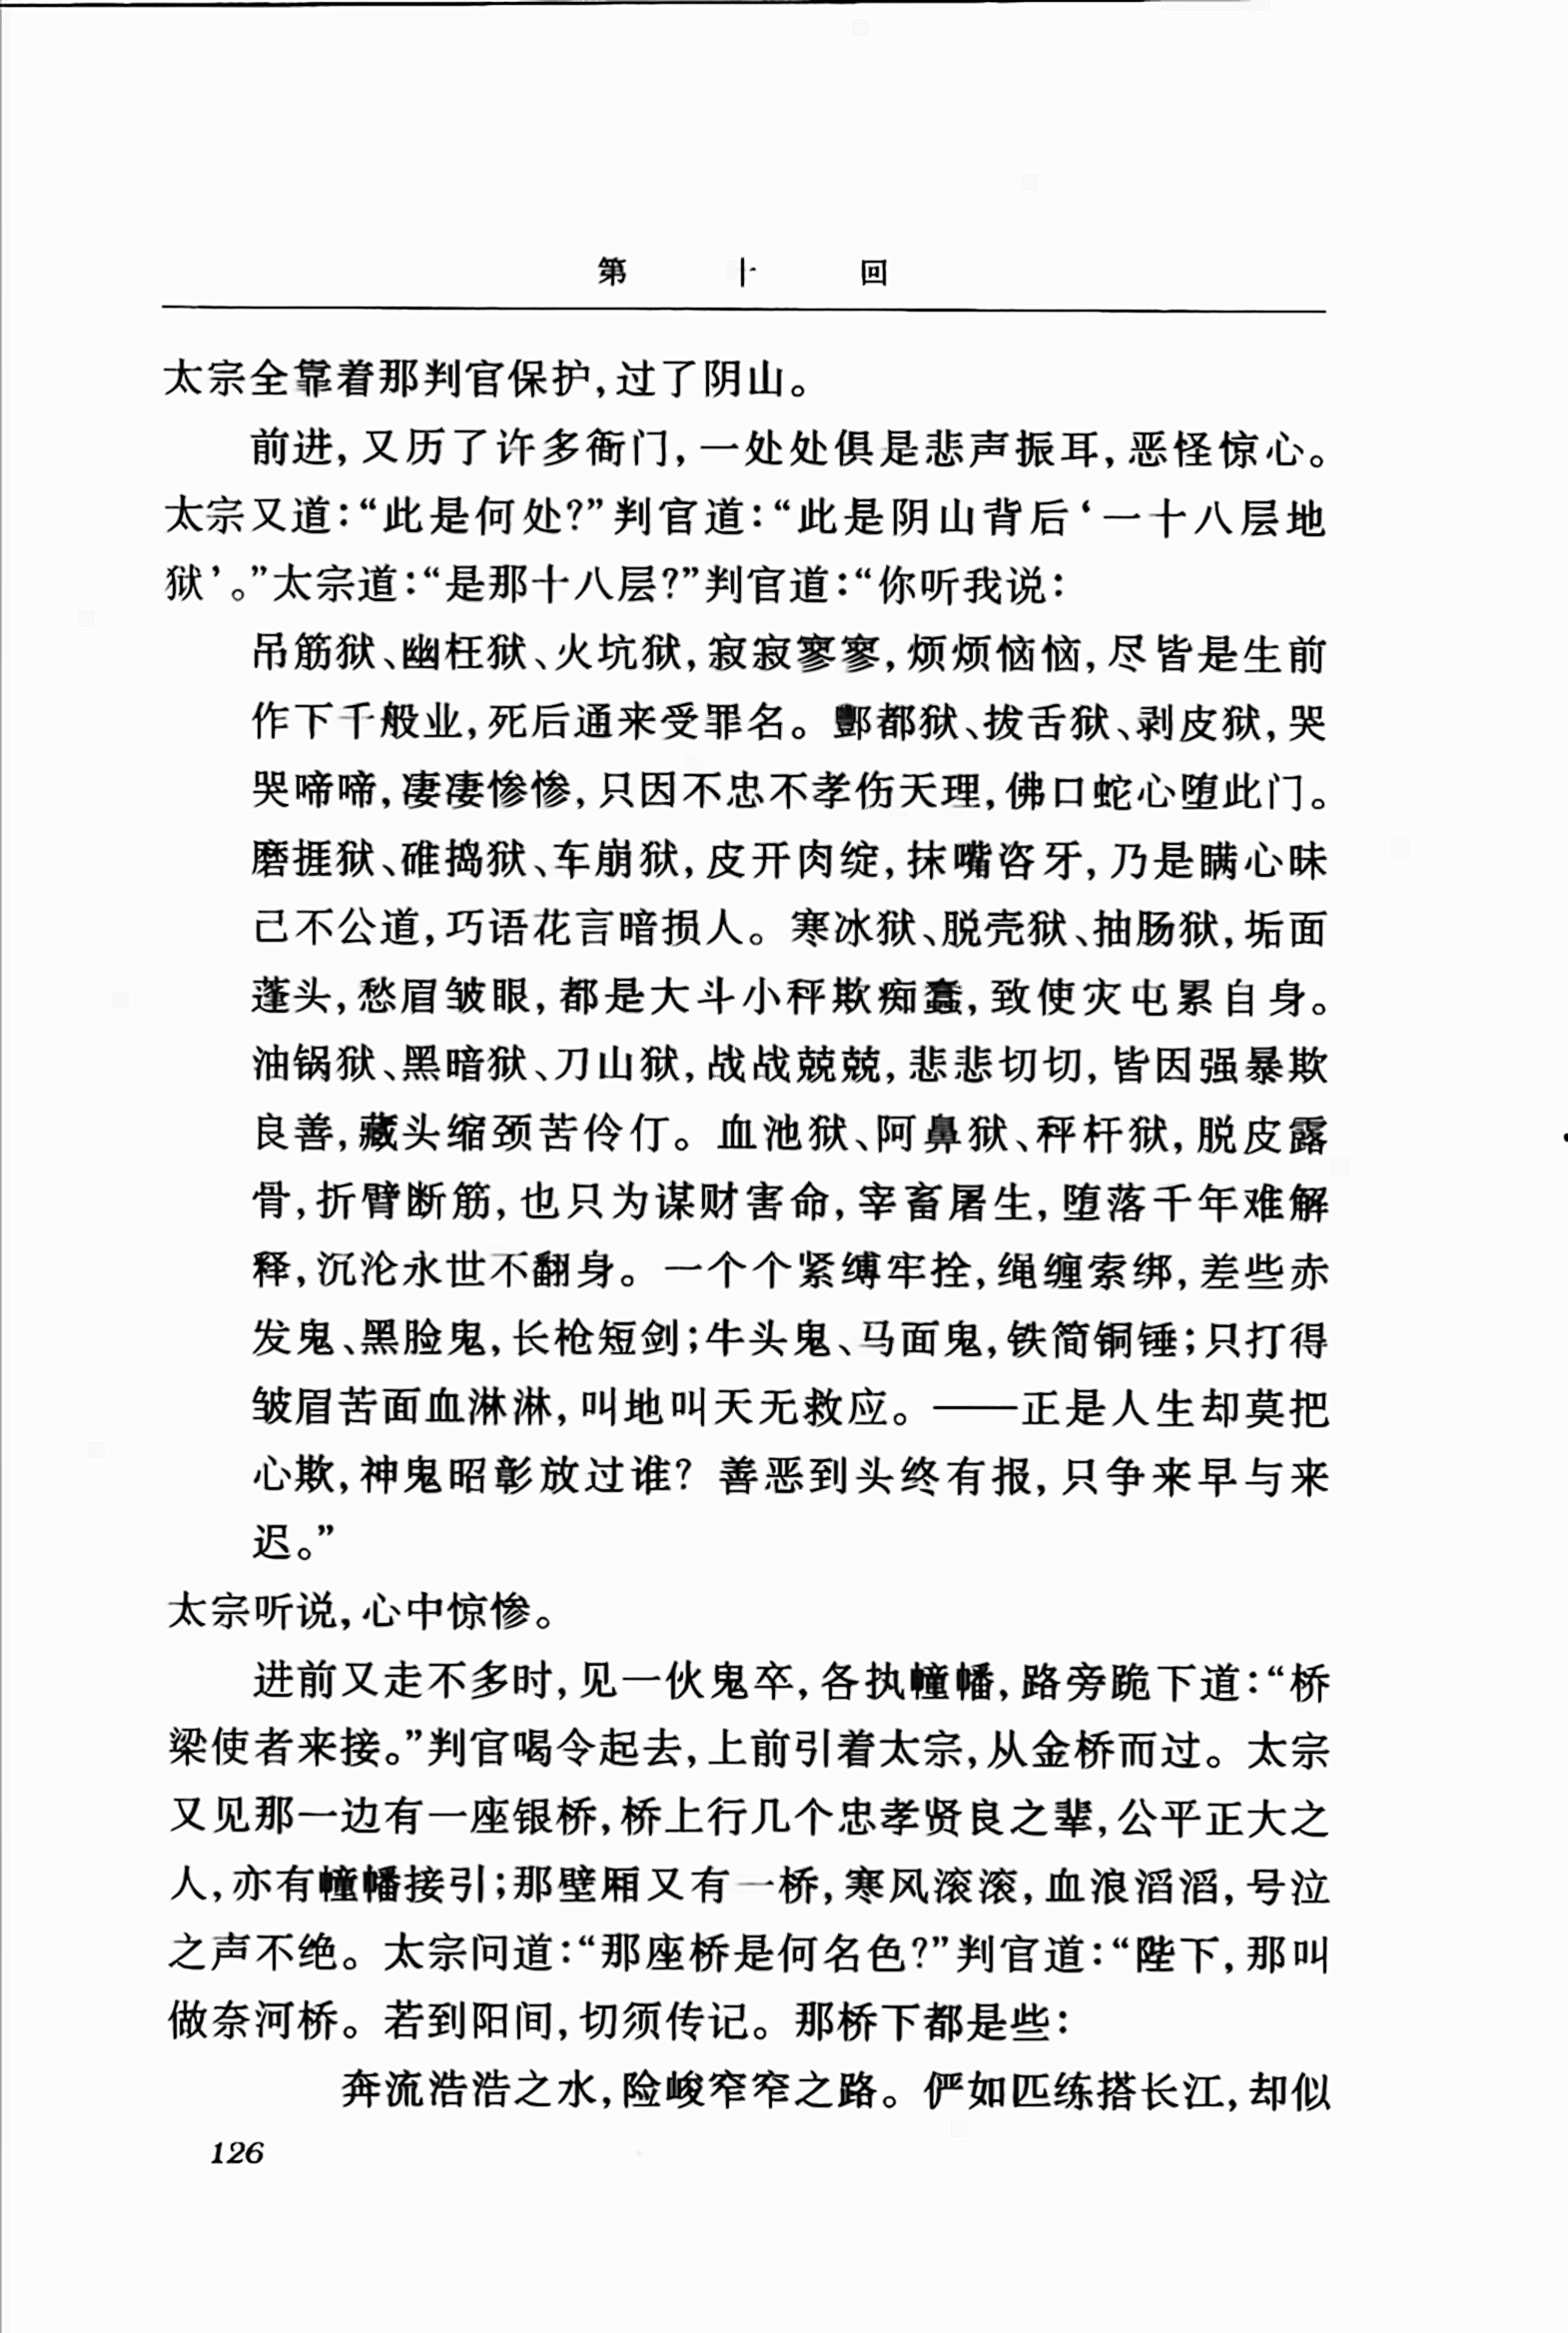 第十回
太宗全靠着那判官保护，过了阴山。
前进，又历了许多衙门，一处处俱是悲声振耳，恶怪惊心。
太宗又道：“此是何处？”判官道：“此是阴山背后‘一十八层地
狱’。”太宗道：“是那十八层？”判官道：“你听我说：
吊筋狱、幽枉狱、火坑狱，寂寂寥寥，烦烦恼恼，尽皆是生前
作下千般业，死后通来受罪名。酆都狱、拔舌狱、剥皮狱，哭
哭啼啼，凄凄惨惨，只因不忠不孝伤天理，佛口蛇心堕此门。
磨捱狱、碓捣狱、车崩狱，皮开肉绽，抹嘴咨牙，乃是瞒心昧
己不公道，巧语花言暗损人。寒冰狱、脱壳狱、抽肠狱，垢面
蓬头，愁眉皱眼，都是大斗小秤欺痴蠢，致使灾屯累自身。
油锅狱、黑暗狱、刀山狱，战战兢兢，悲悲切切，皆因强暴欺
良善，藏头缩颈苦伶仃。血池狱、阿鼻狱、秤杆狱，脱皮露
骨，折臂断筋，也只为谋财害命，宰畜屠生，堕落千年难解
释，沉沦永世不翻身。一个个紧缚牢拴，绳缠索绑，差些赤
发鬼、黑脸鬼，长枪短剑；牛头鬼、马面鬼，铁简铜锤；只打得
皱眉苦面血淋淋，叫地叫天无救应。——正是人生却莫把
心欺，神鬼昭彰放过谁？善恶到头终有报，只争来早与来
迟。”
太宗听说，心中惊惨。
进前又走不多时，见一伙鬼卒，各执幢幡，路旁跪下道：“桥
梁使者来接。”判官喝令起去，上前引着太宗，从金桥而过。太宗
又见那一边有一座银桥，桥上行几个忠孝贤良之辈，公平正大之
人，亦有幢幡接引；那壁厢又有一桥，寒风滚滚，血浪滔滔，号泣
之声不绝。太宗问道：“那座桥是何名色？”判官道：“陛下，那叫
做奈河桥。若到阳间，切须传记。那桥下都是些：
奔流浩浩之水，险峻窄窄之路。俨如匹练搭长江，却似
126